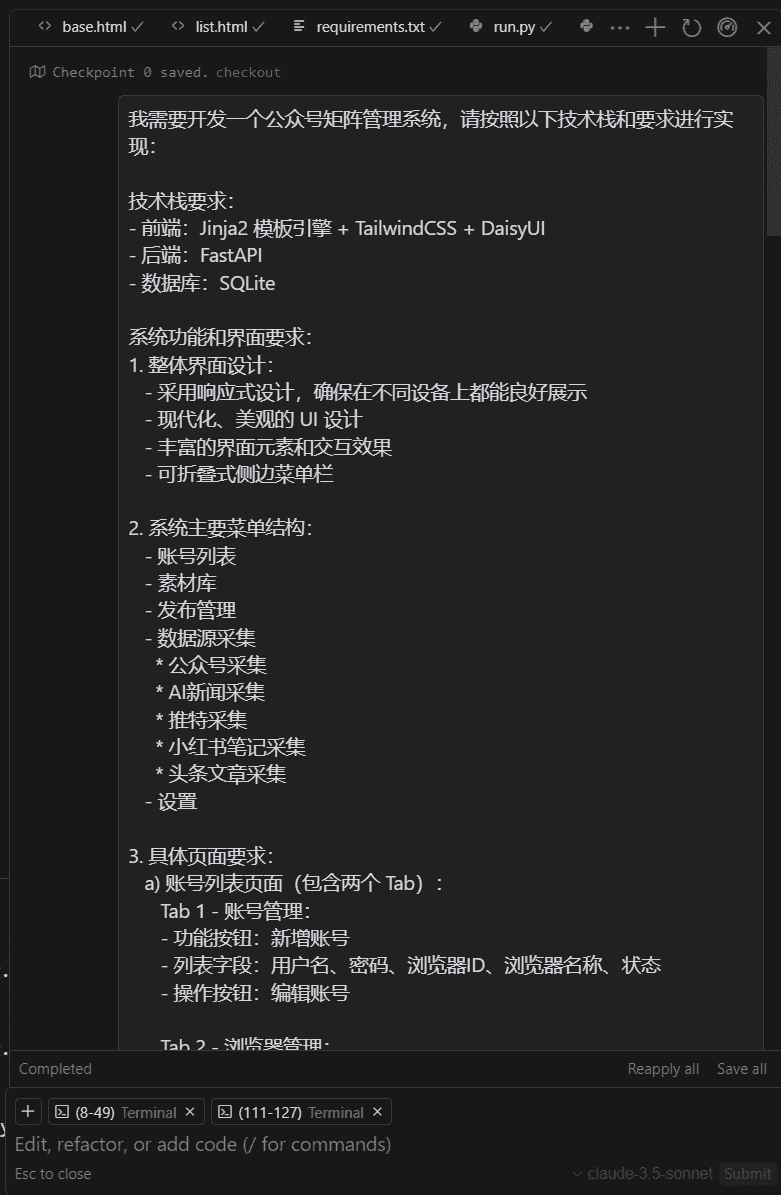 base.html
list.html
requirements.txt
run.py
Checkpoint 0 saved. checkout
我需要开发一个公众号矩阵管理系统，请按照以下技术栈和要求进行实
现：
技术栈要求：
- 前端：Jinja2 模板引擎 + TailwindCSS + DaisyUI
- 后端：FastAPI
- 数据库：SQLite
系统功能和界面要求：
1. 整体界面设计：
- 采用响应式设计，确保在不同设备上都能良好展示
- 现代化、美观的 UI 设计
- 丰富的界面元素和交互效果
- 可折叠式侧边菜单栏
2. 系统主要菜单结构：
- 账号列表
- 素材库
- 发布管理
- 数据源采集
* 公众号采集
* AI新闻采集
* 推特采集
* 小红书笔记采集
* 头条文章采集
- 设置
3. 具体页面要求：
a) 账号列表页面（包含两个 Tab）：
Tab 1 - 账号管理：
- 功能按钮：新增账号
- 列表字段：用户名、密码、浏览器ID、浏览器名称、状态
- 操作按钮：编辑账号
Tab 2 - 浏览器管理：
Completed
Reapply all
Save all
(8-49) Terminal
(111-127) Terminal
Edit, refactor, or add code (/ for commands)
Esc to close
claude-3.5-sonnet
Submit